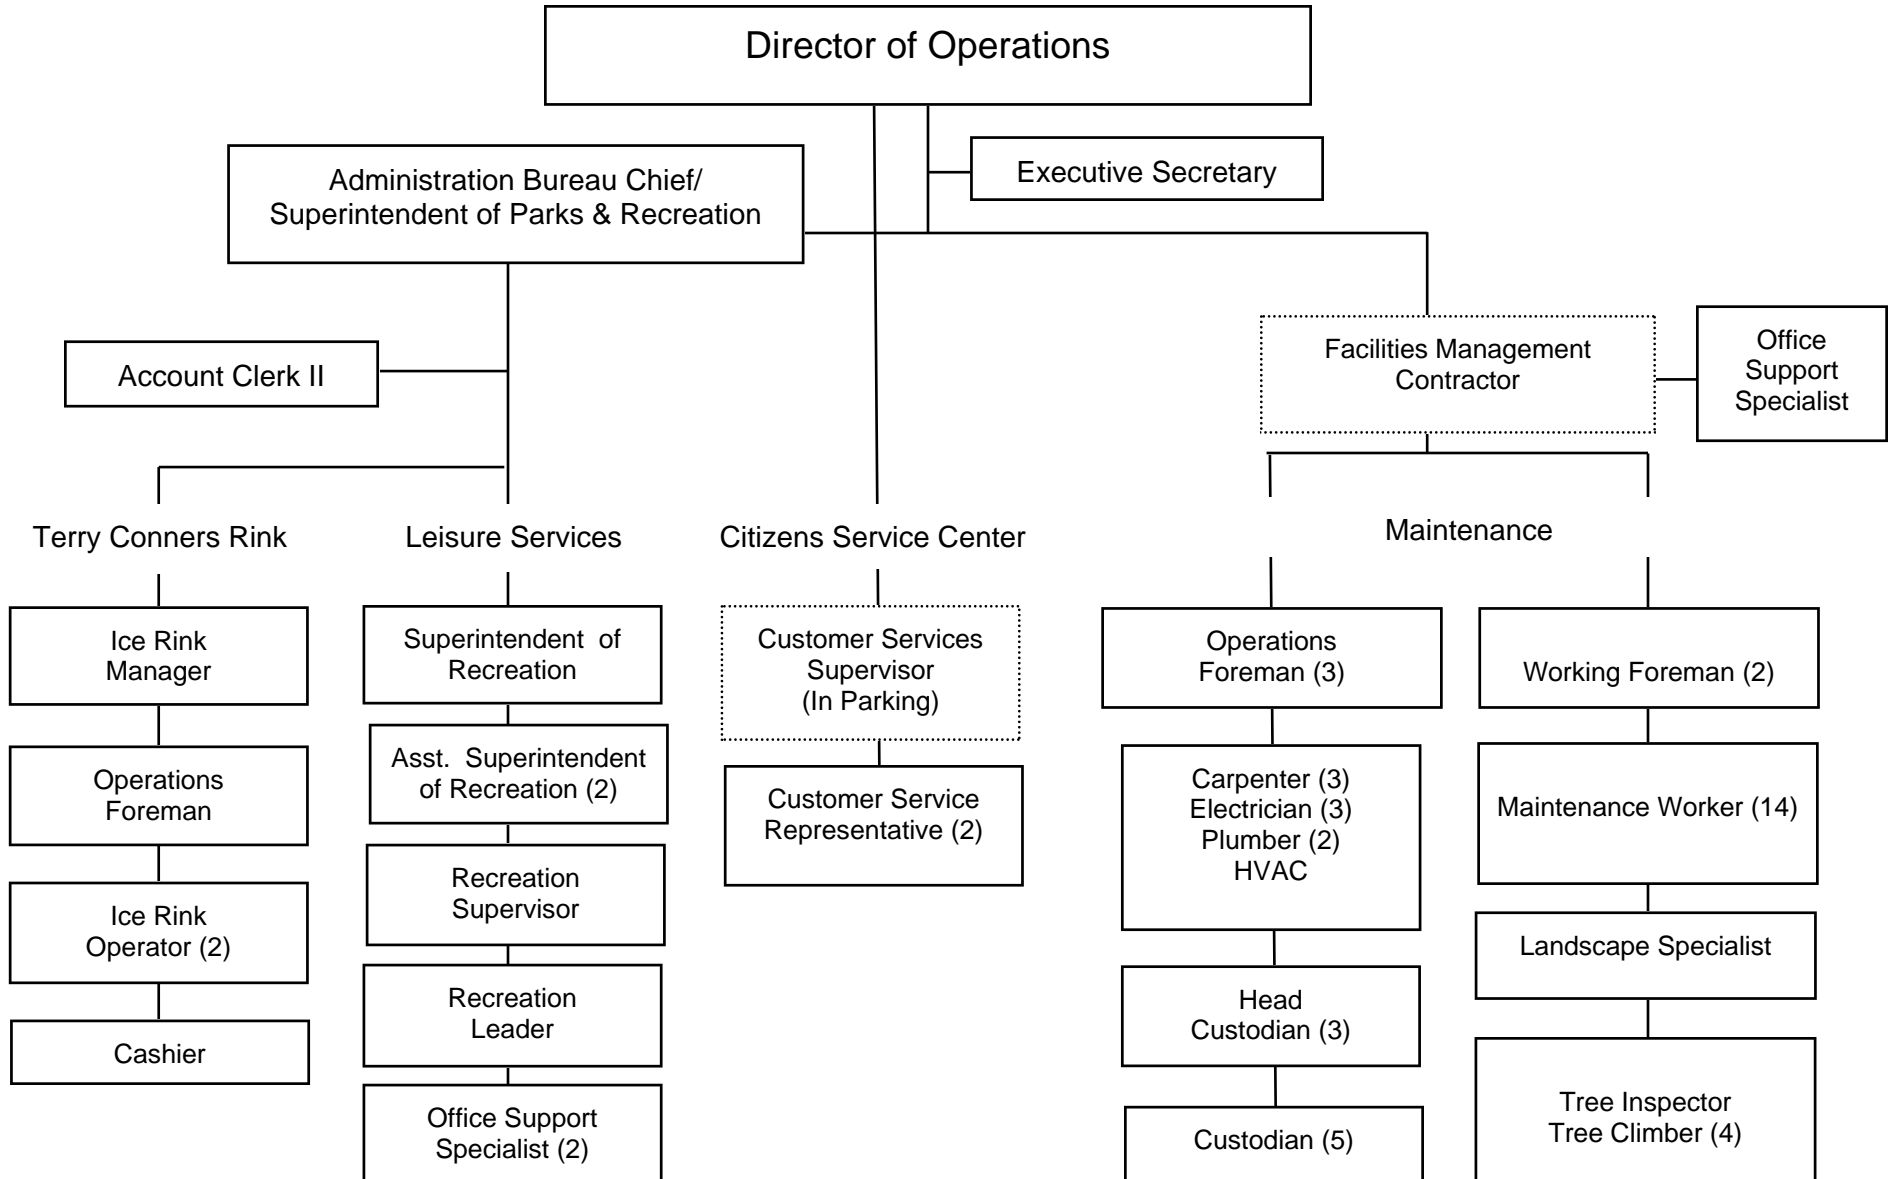 Director of Operations
Administration Bureau Chief/
Superintendent of Parks & Recreation
Executive Secretary
Account Clerk II
Facilities Management
Contractor
Office
Support
Specialist
Terry Conners Rink
Leisure Services
Citizens Service Center
Maintenance
Ice Rink
Manager
Operations
Foreman
Ice Rink
Operator (2)
Cashier
Superintendent of
Recreation
Asst. Superintendent
of Recreation (2)
Recreation
Supervisor
Recreation
Leader
Office Support
Specialist (2)
Customer Services
Supervisor
(In Parking)
Customer Service
Representative (2)
Operations
Foreman (3)
Carpenter (3)
Electrician (3)
Plumber (2)
HVAC
Head
Custodian (3)
Custodian (5)
Working Foreman (2)
Maintenance Worker (14)
Landscape Specialist
Tree Inspector
Tree Climber (4)